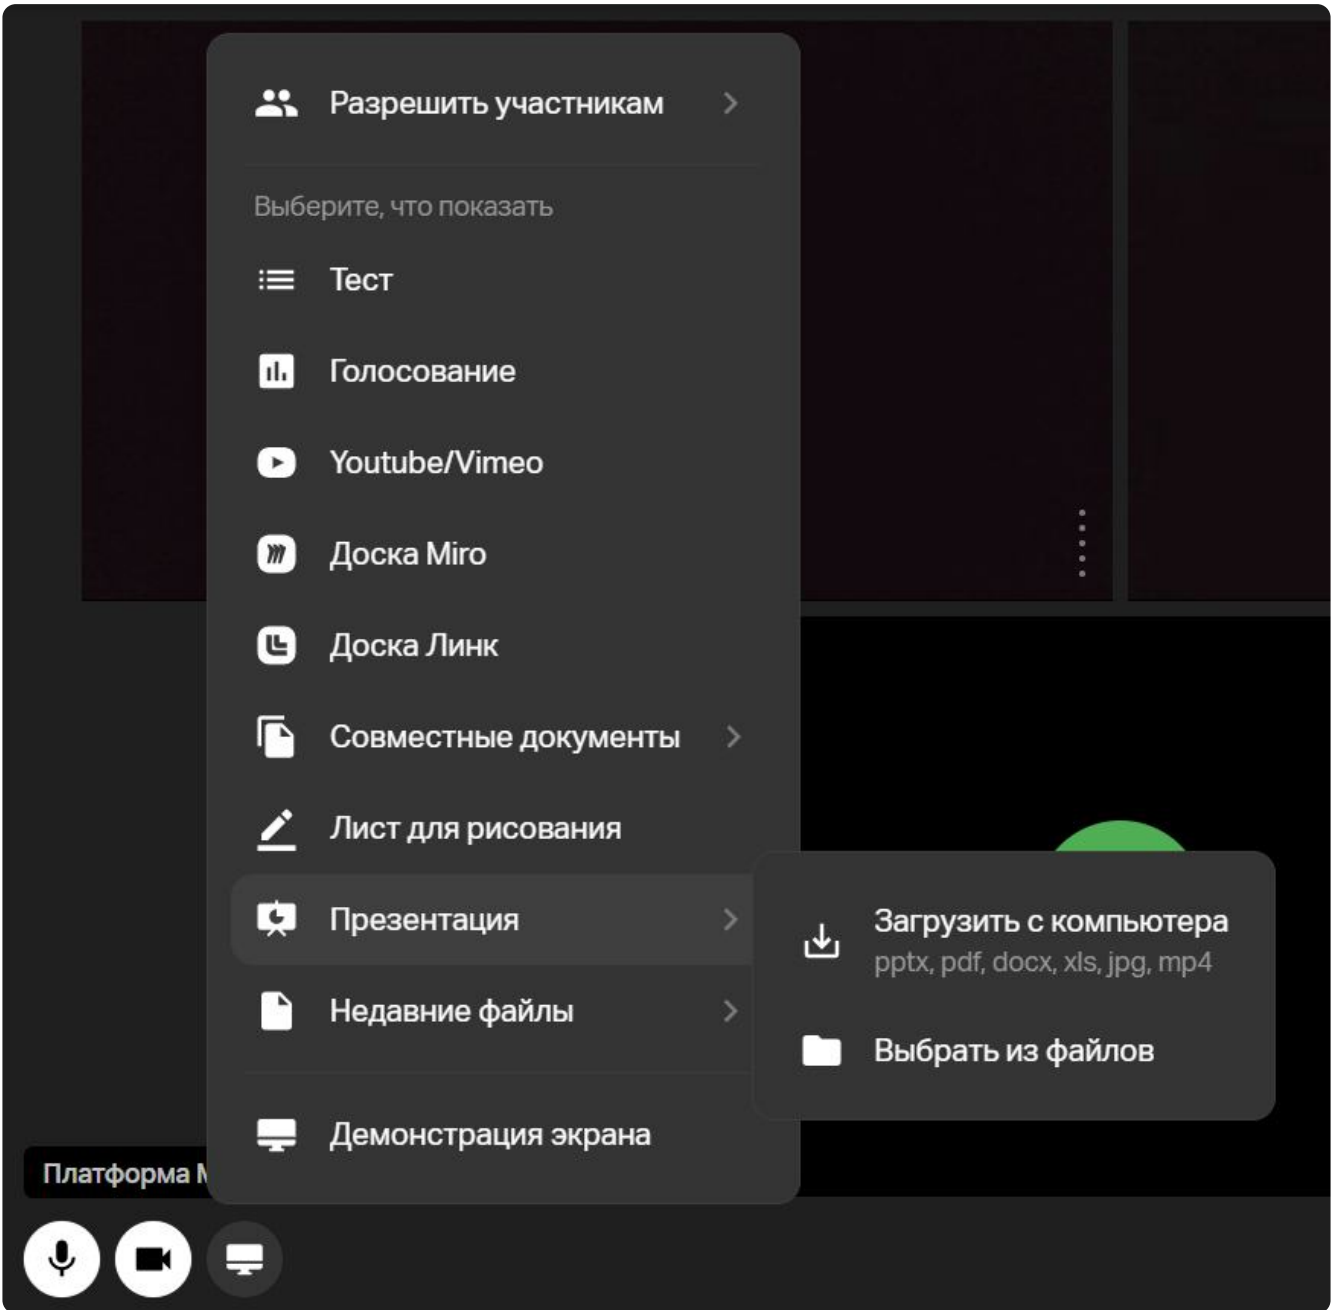 Разрешить участникам
Выберите, что показать
Тест
Голосование
Youtube/Vimeo
Доска Miro
Доска Линк
Совместные документы
Лист для рисования
Презентация
Загрузить с компьютера
pptx, pdf, docx, xls, jpg, mp4
Недавние файлы
Выбрать из файлов
Демонстрация экрана
Платформа